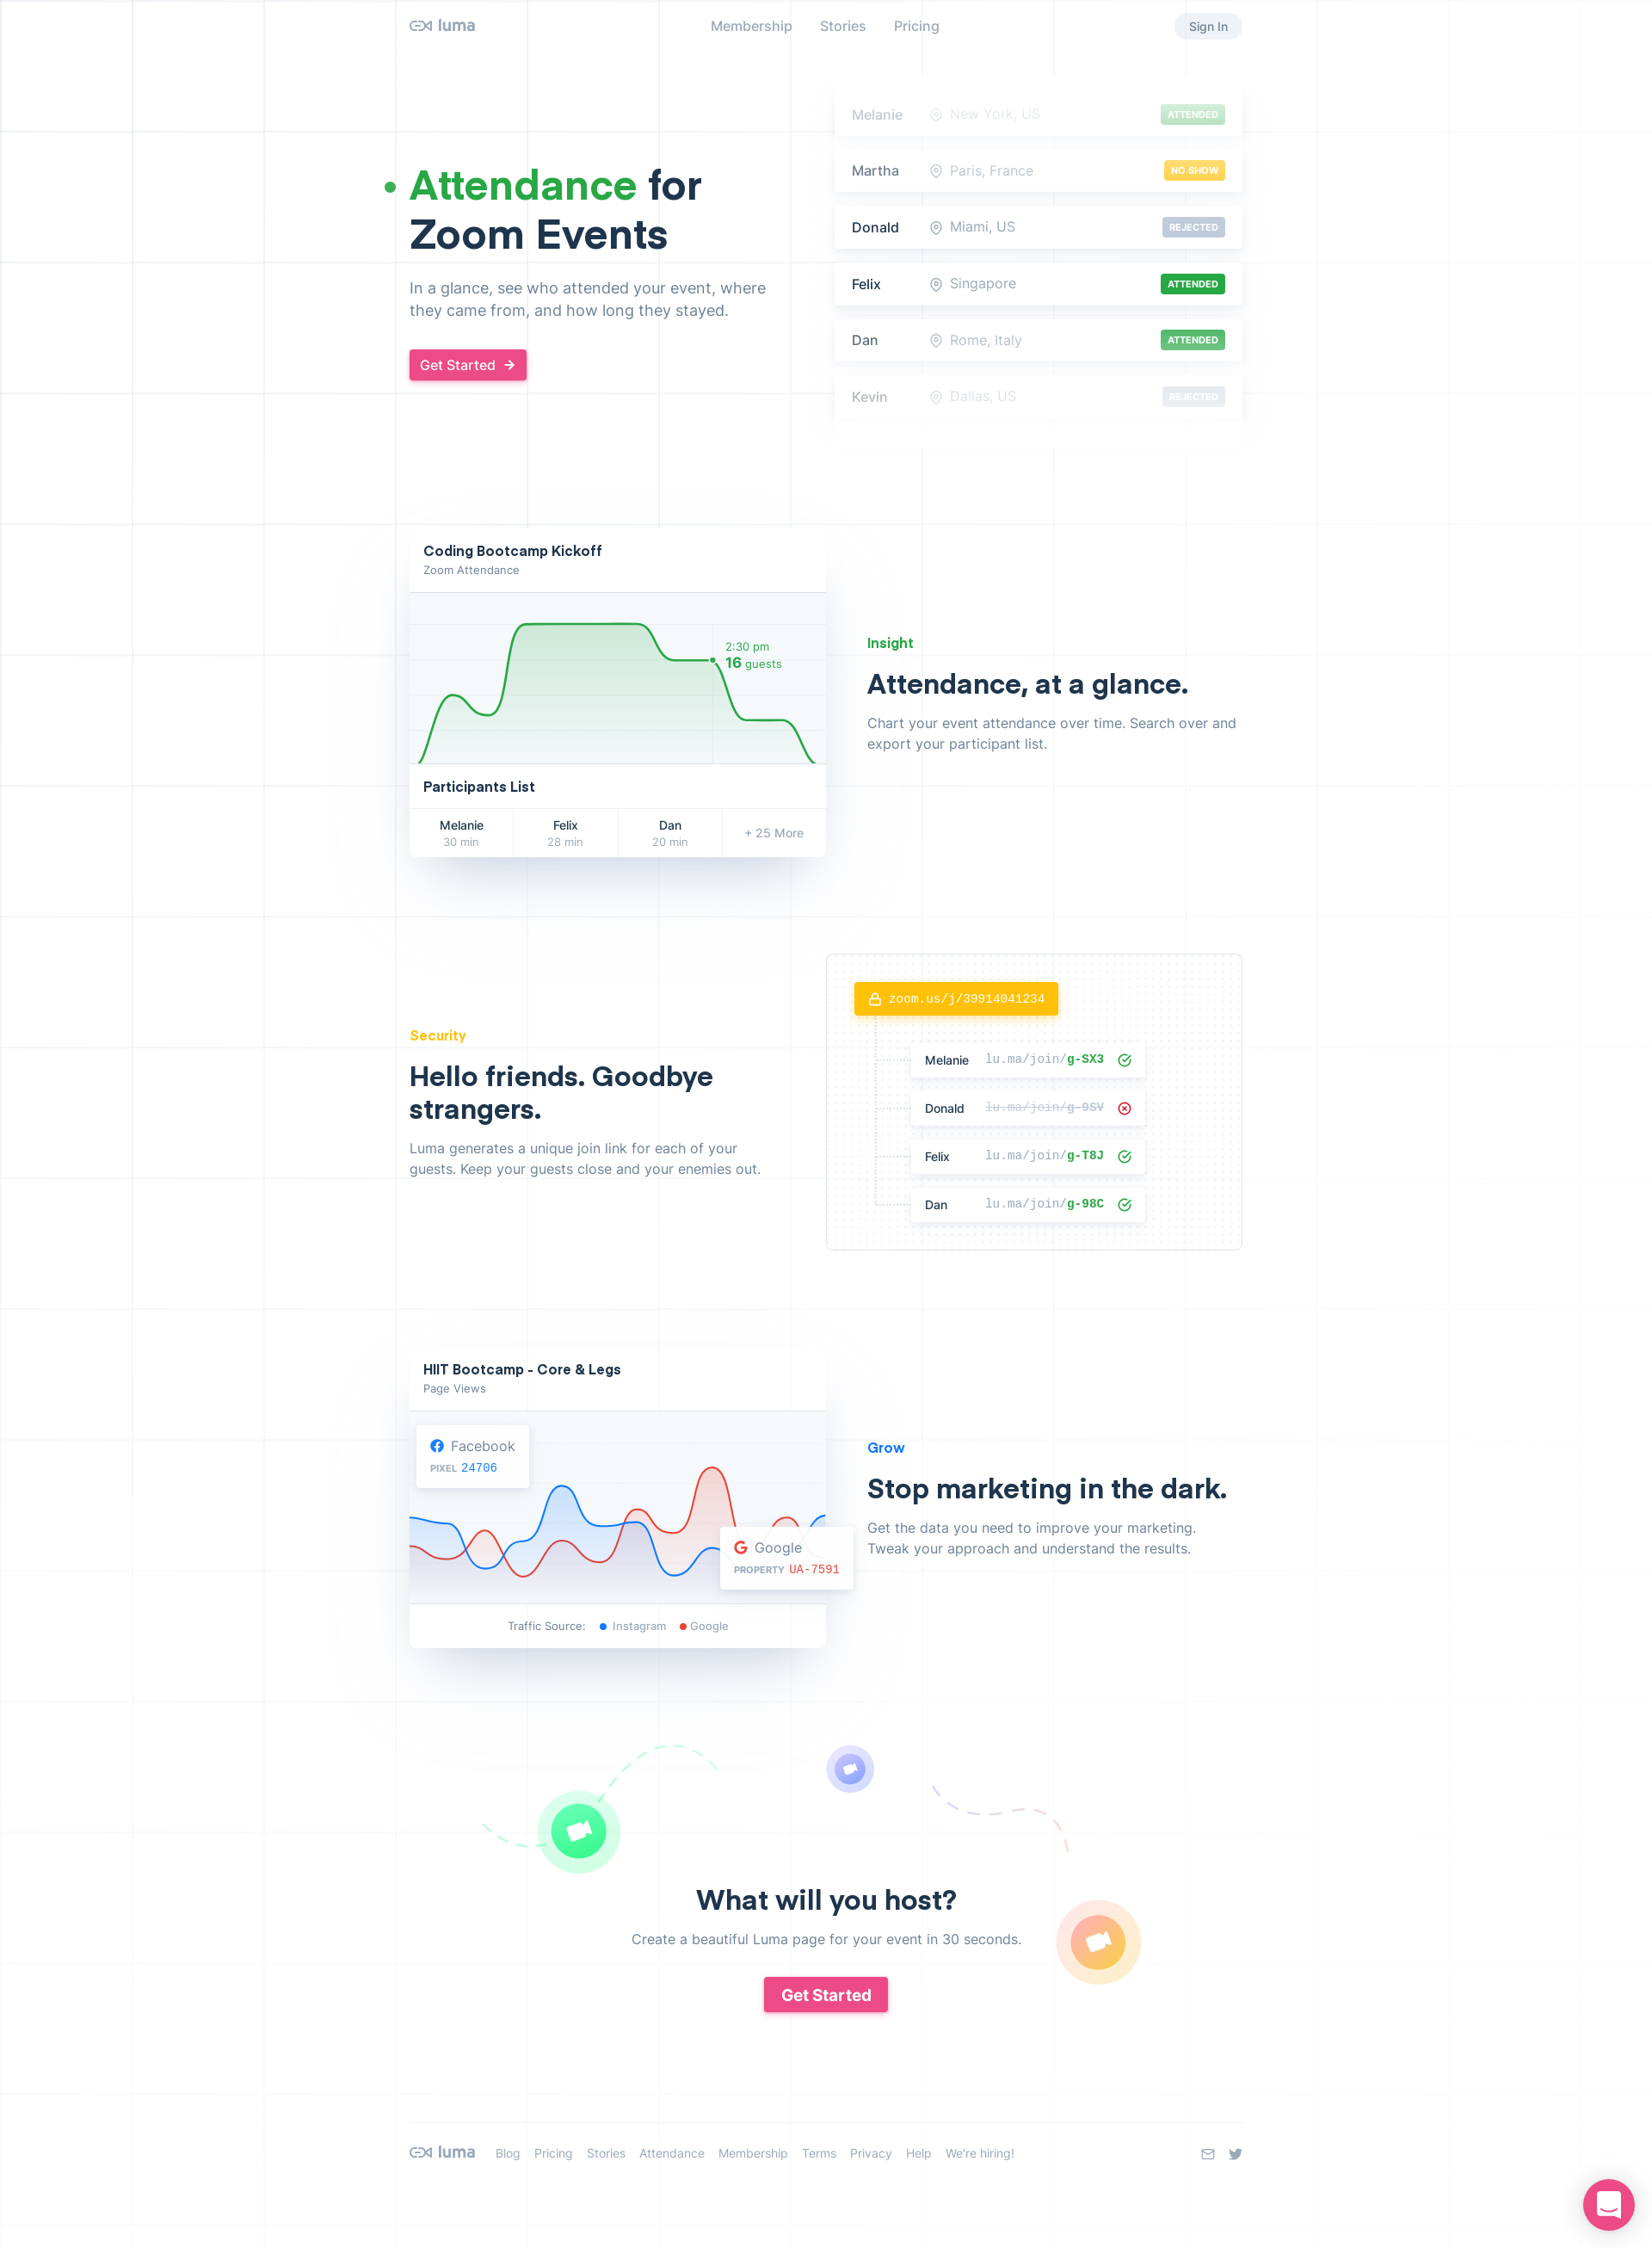 luma
Membership Stories Pricing
Sign In
Melanie New York, US ATTENDED
Martha Paris, France NO SHOW
Donald Miami, US REJECTED
Felix Singapore ATTENDED
Dan Rome, Italy ATTENDED
Kevin Dallas, US REJECTED
Attendance for
Zoom Events
In a glance, see who attended your event, where
they came from, and how long they stayed.
Get Started
Coding Bootcamp Kickoff
Zoom Attendance
2:30 pm
16 guests
Participants List
Melanie Felix Dan + 25 More
30 min 28 min 20 min
Insight
Attendance, at a glance.
Chart your event attendance over time. Search over and
export your participant list.
Security
Hello friends. Goodbye
strangers.
Luma generates a unique join link for each of your
guests. Keep your guests close and your enemies out.
zoom.us/j/39914041234
Melanie lu.ma/join/g-SX3
Donald lu.ma/join/g-9SV
Felix lu.ma/join/g-T8J
Dan lu.ma/join/g-98C
HIIT Bootcamp - Core & Legs
Page Views
Facebook
PIXEL 24706
Google
PROPERTY UA-7591
Traffic Source: Instagram Google
Grow
Stop marketing in the dark.
Get the data you need to improve your marketing.
Tweak your approach and understand the results.
What will you host?
Create a beautiful Luma page for your event in 30 seconds.
Get Started
luma Blog Pricing Stories Attendance Membership Terms Privacy Help We're hiring!